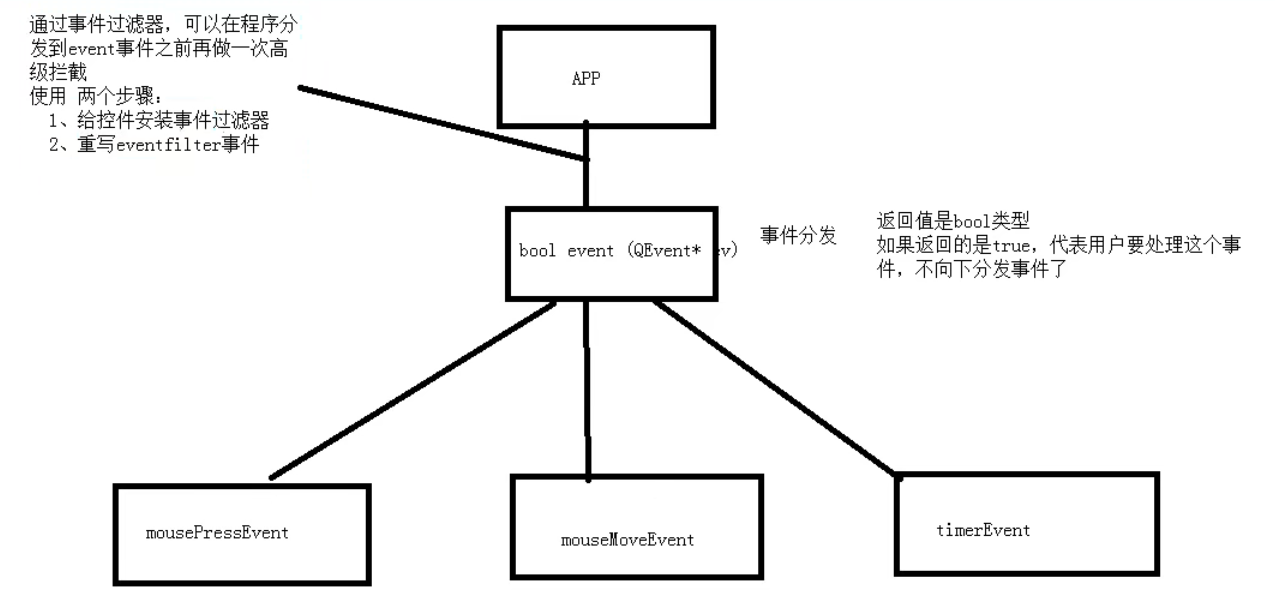 通过事件过滤器，可以在程序分
发到event事件之前再做一次高
级拦截
使用 两个步骤：
1、给控件安装事件过滤器
2、重写eventfilter事件
APP
bool event (QEvent* ev)
事件分发
返回值是bool类型
如果返回的是true，代表用户要处理这个事
件，不向下分发事件了
mousePressEvent
mouseMoveEvent
timerEvent